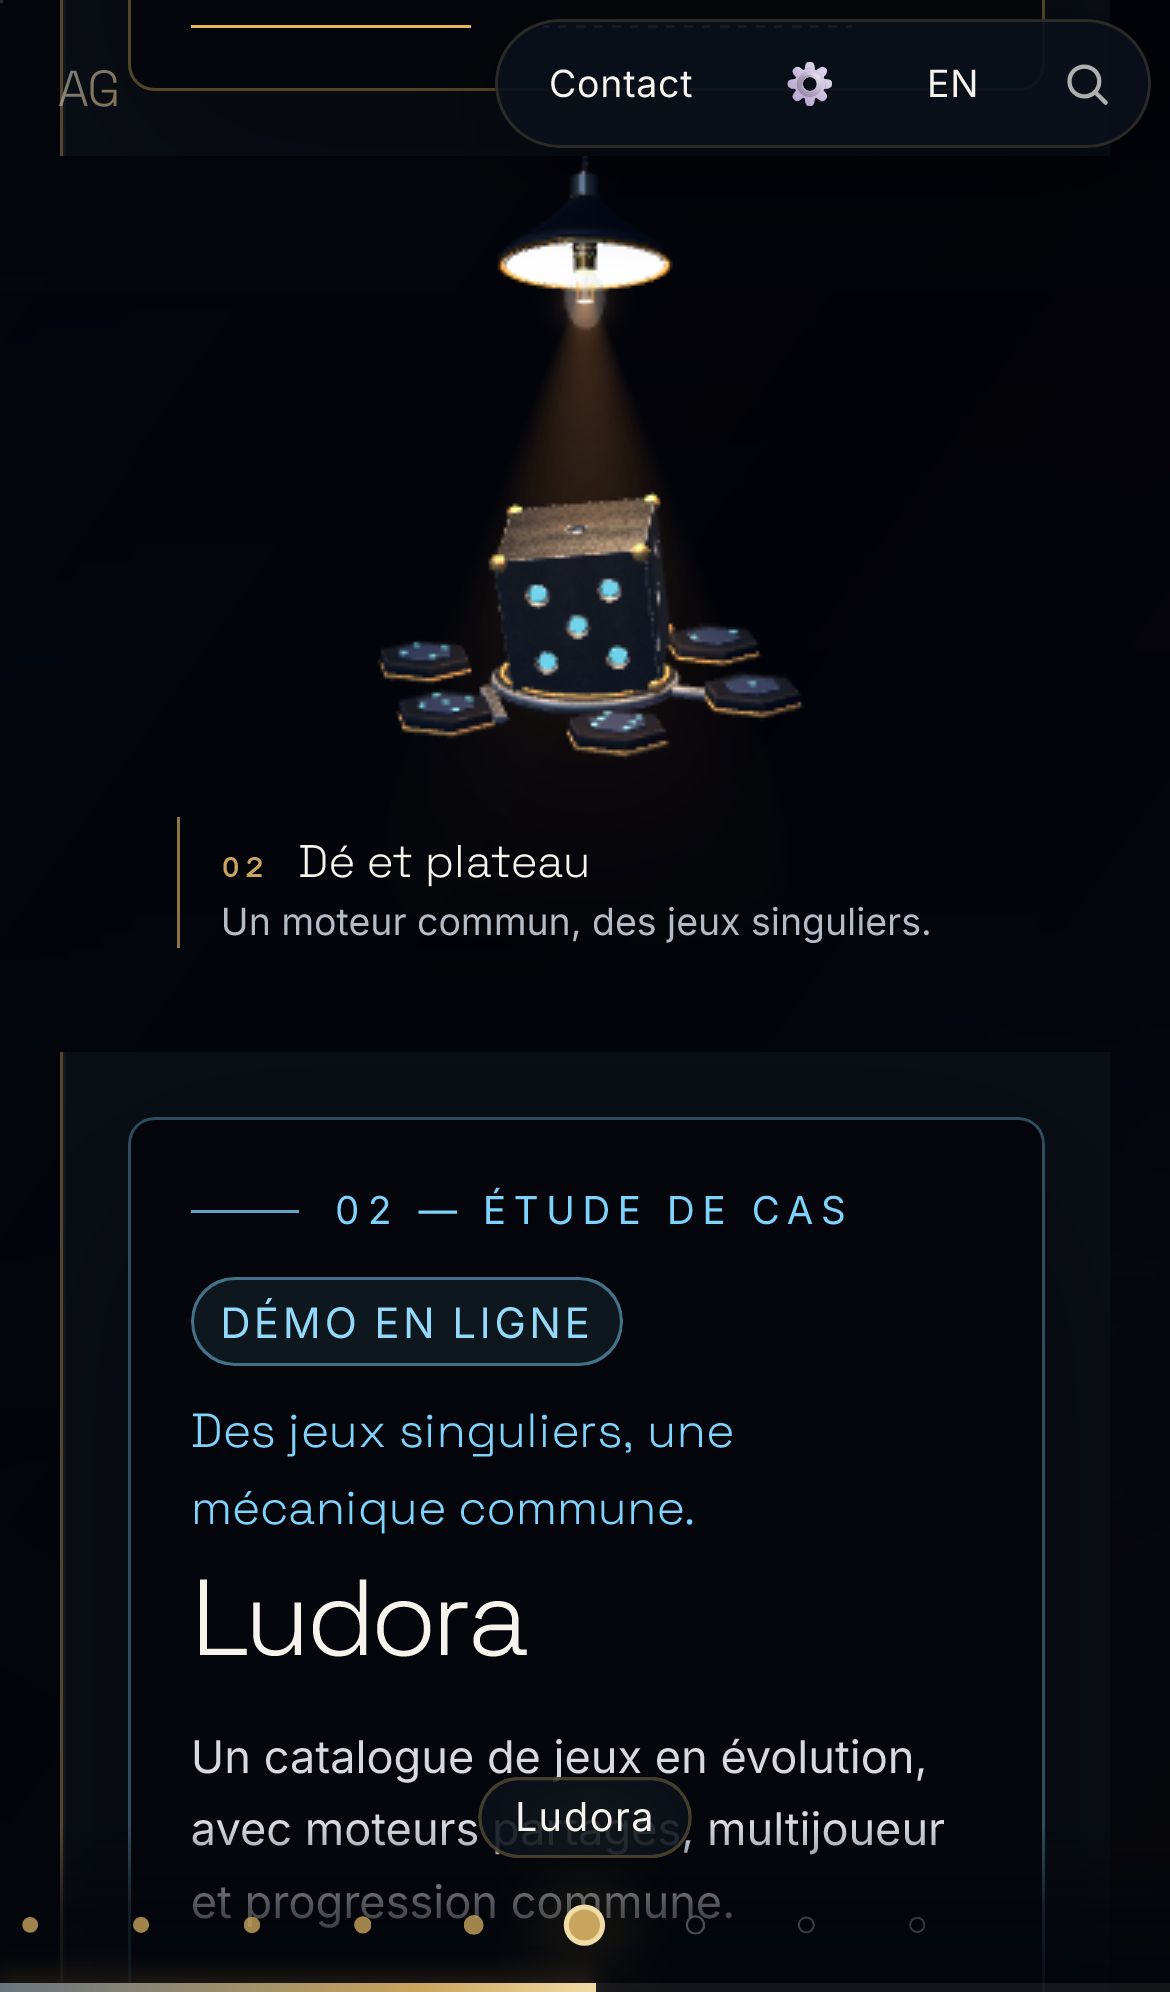 AG
Contact
EN
02 Dé et plateau
Un moteur commun, des jeux singuliers.
02 — ÉTUDE DE CAS
DÉMO EN LIGNE
Des jeux singuliers, une
mécanique commune.
Ludora
Un catalogue de jeux en évolution,
avec moteurs partagés, multijoueur
Ludora
et progression commune.